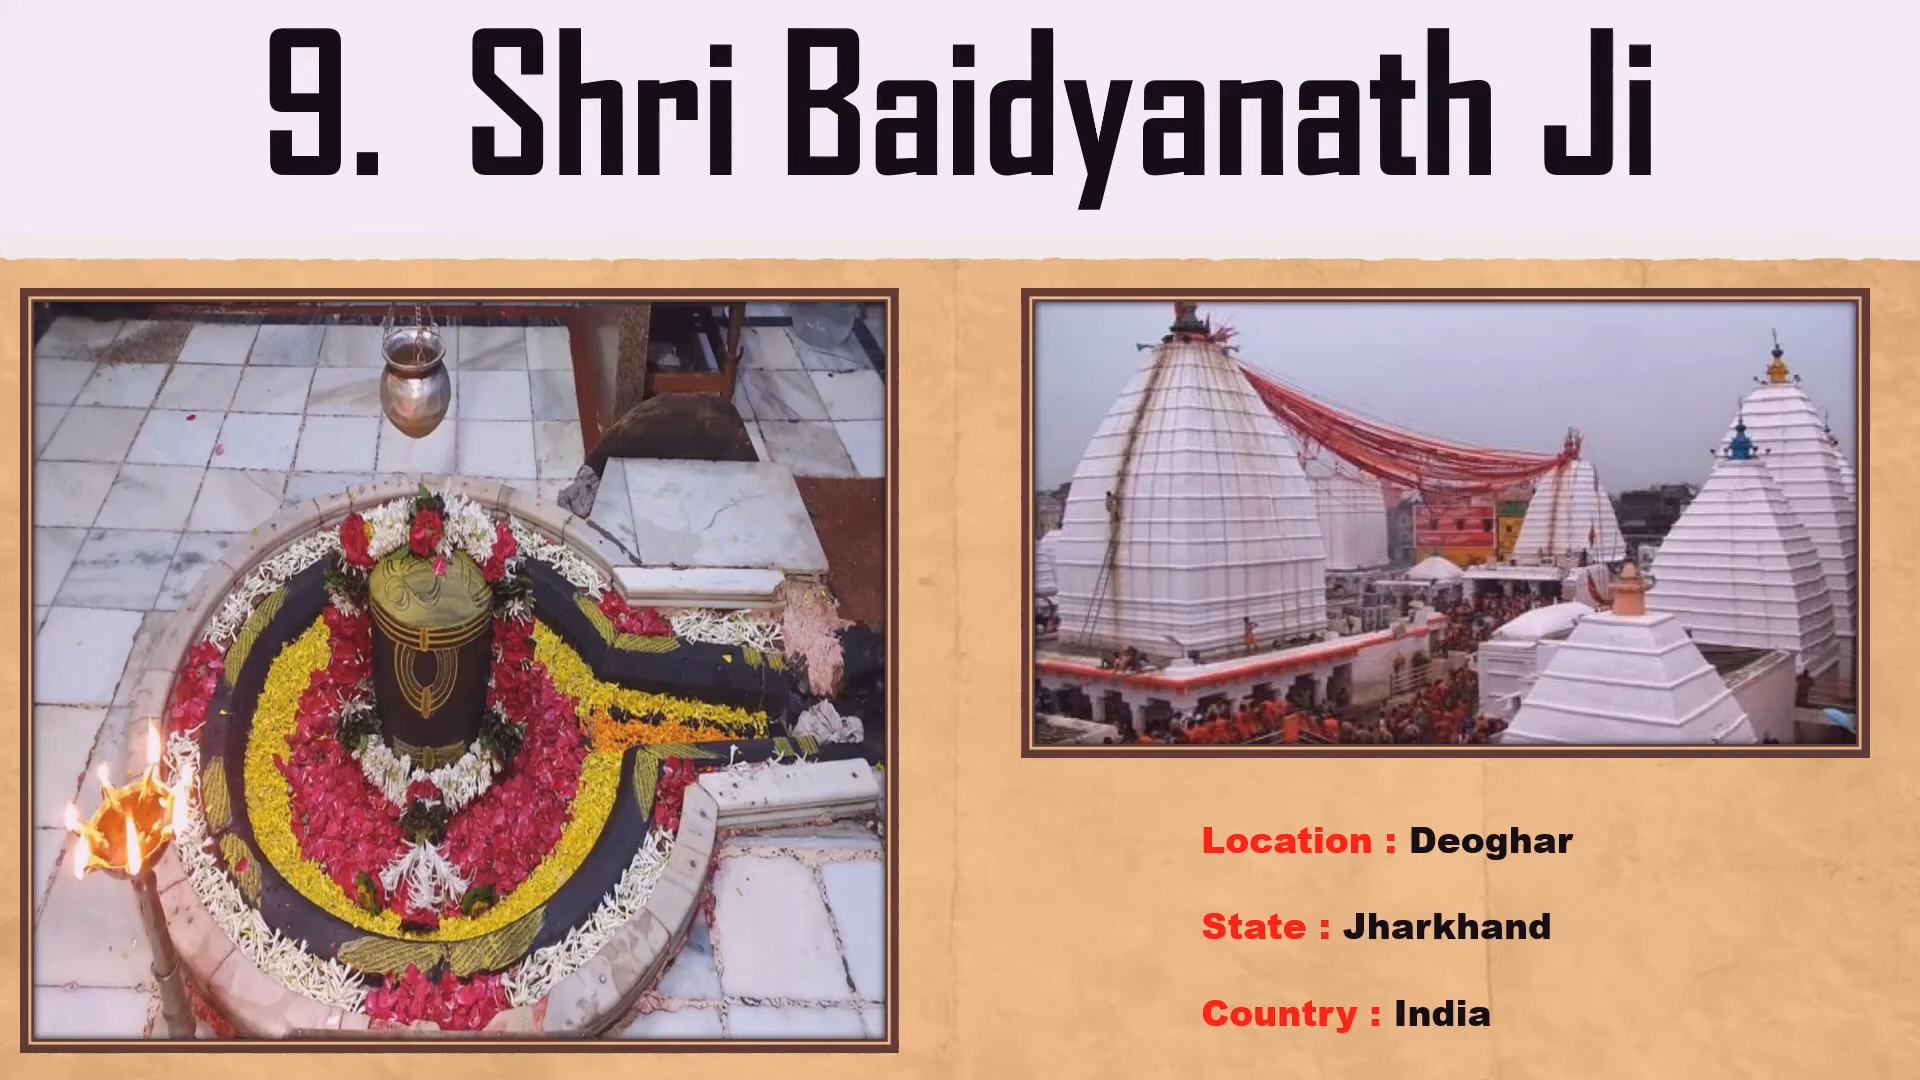 9. Shri Baidyanath Ji
Location : Deoghar
State : Jharkhand
Country : India